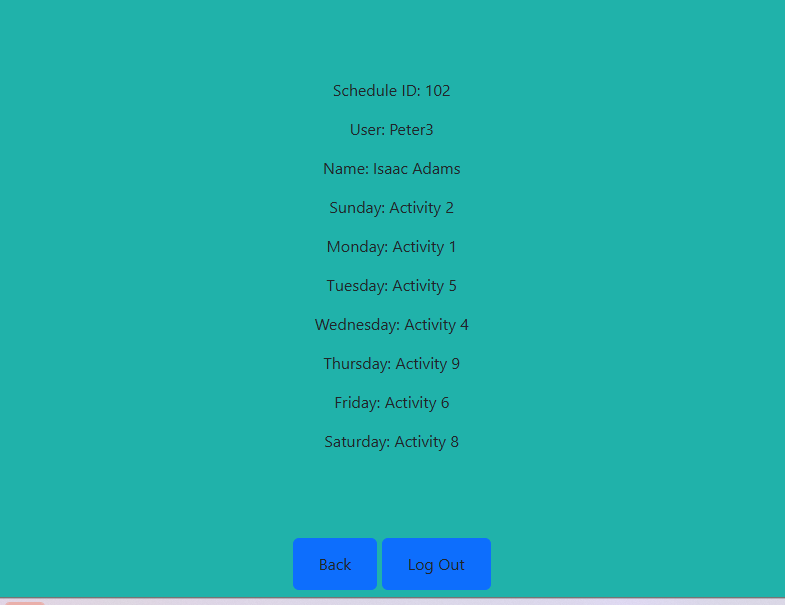 Schedule ID: 102
User: Peter3
Name: Isaac Adams
Sunday: Activity 2
Monday: Activity 1
Tuesday: Activity 5
Wednesday: Activity 4
Thursday: Activity 9
Friday: Activity 6
Saturday: Activity 8
Back Log Out